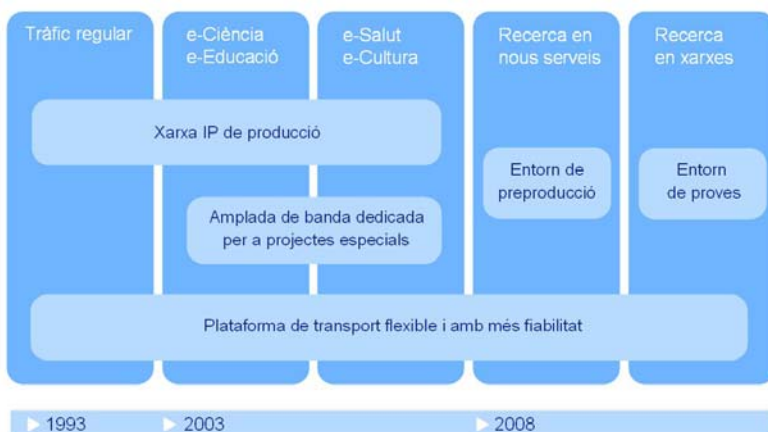 Tràfic regular
e-Ciència
e-Educació
e-Salut
e-Cultura
Recerca en
nous serveis
Recerca
en xarxes
Xarxa IP de producció
Entorn de
preproducció
Entorn
de proves
Amplada de banda dedicada
per a projectes especials
Plataforma de transport flexible i amb més fiabilitat
1993
2003
2008